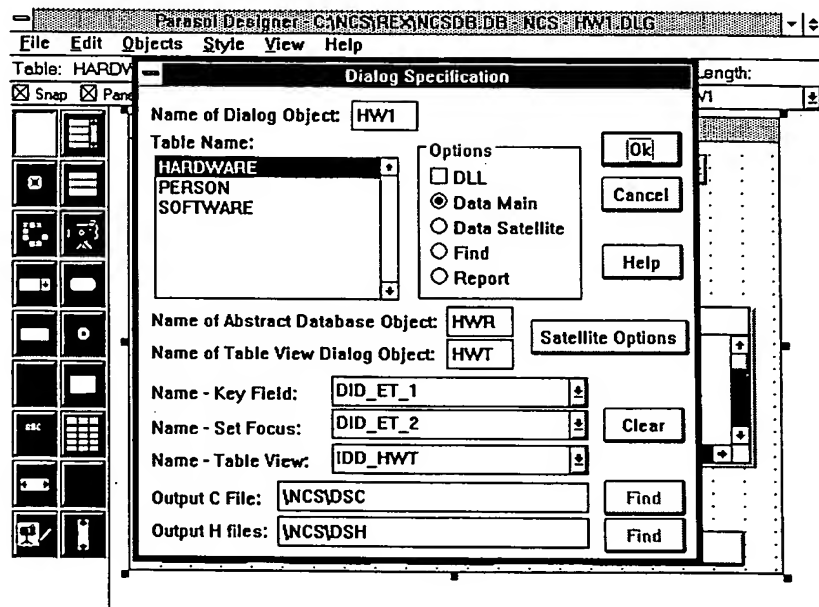 Parasol Designer - C:\NCS\REX\NCSDB.DB - NCS - HW1.DLG
File Edit Objects Style View Help
Table: HARDW
Length:
Snap Pane
V1
Dialog Specification
Name of Dialog Object: HW1
Table Name:
HARDWARE
PERSON
SOFTWARE
Options
DLL
Data Main
Data Satellite
Find
Report
Ok
Cancel
Help
Name of Abstract Database Object: HWR
Name of Table View Dialog Object: HWT
Satellite Options
Name - Key Field: DID_ET_1
Name - Set Focus: DID_ET_2
Clear
Name - Table View: IDD_HWT
Output C File: \NCS\DSC
Find
Output H files: \NCS\DSH
Find